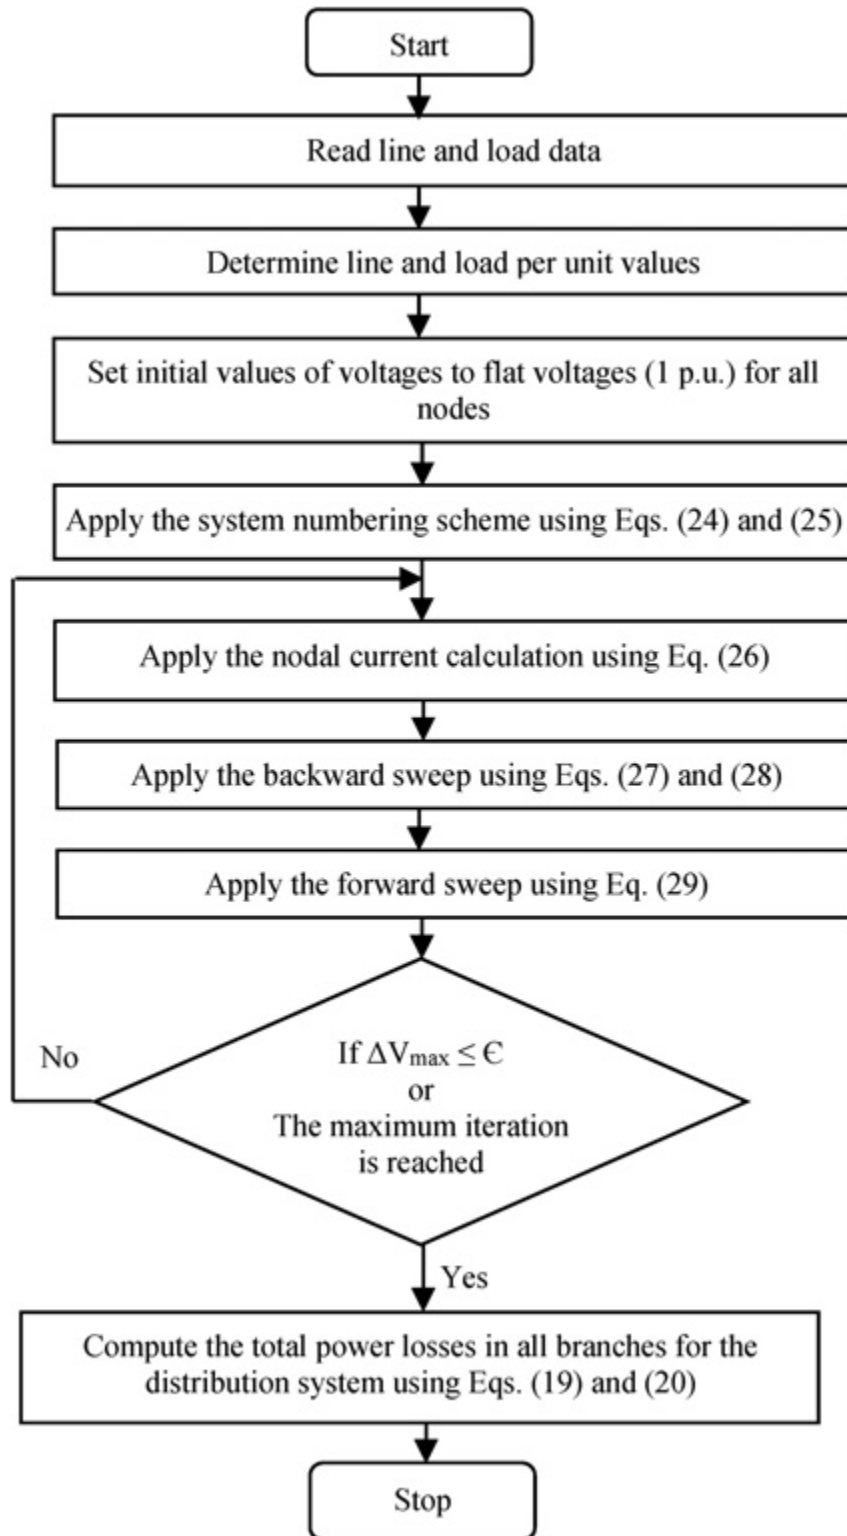 Start
Read line and load data
Determine line and load per unit values
Set initial values of voltages to flat voltages (1 p.u.) for all
nodes
Apply the system numbering scheme using Eqs. (24) and (25)
Apply the nodal current calculation using Eq. (26)
Apply the backward sweep using Eqs. (27) and (28)
Apply the forward sweep using Eq. (29)
No
If ΔVmax ≤ Є
or
The maximum iteration
is reached
Yes
Compute the total power losses in all branches for the
distribution system using Eqs. (19) and (20)
Stop